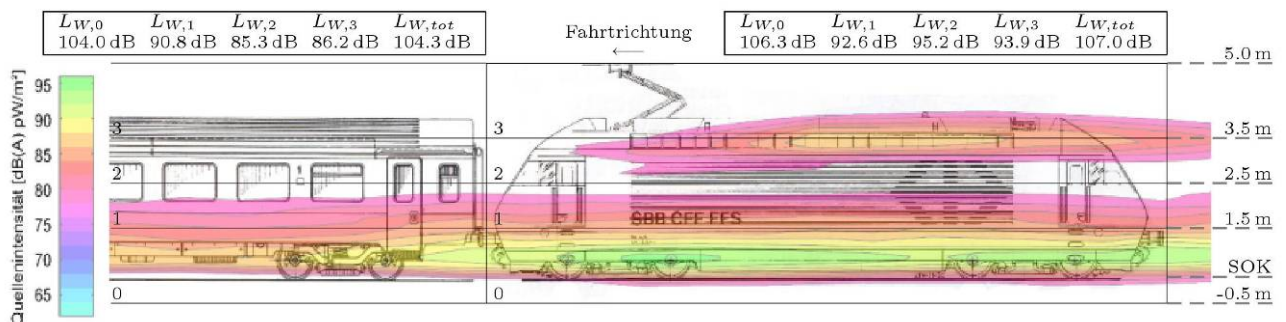 L_{W,0} L_{W,1} L_{W,2} L_{W,3} L_{W,tot}
104.0 dB 90.8 dB 85.3 dB 86.2 dB 104.3 dB
Fahrtrichtung
←
L_{W,0} L_{W,1} L_{W,2} L_{W,3} L_{W,tot}
106.3 dB 92.6 dB 95.2 dB 93.9 dB 107.0 dB
Quellenintensität [dB(A) pW/m²]
95
90
85
80
75
70
65
3
2
1
0
3
2
1
0
SBB CFF FFS
5.0 m
3.5 m
2.5 m
1.5 m
SOK
-0.5 m